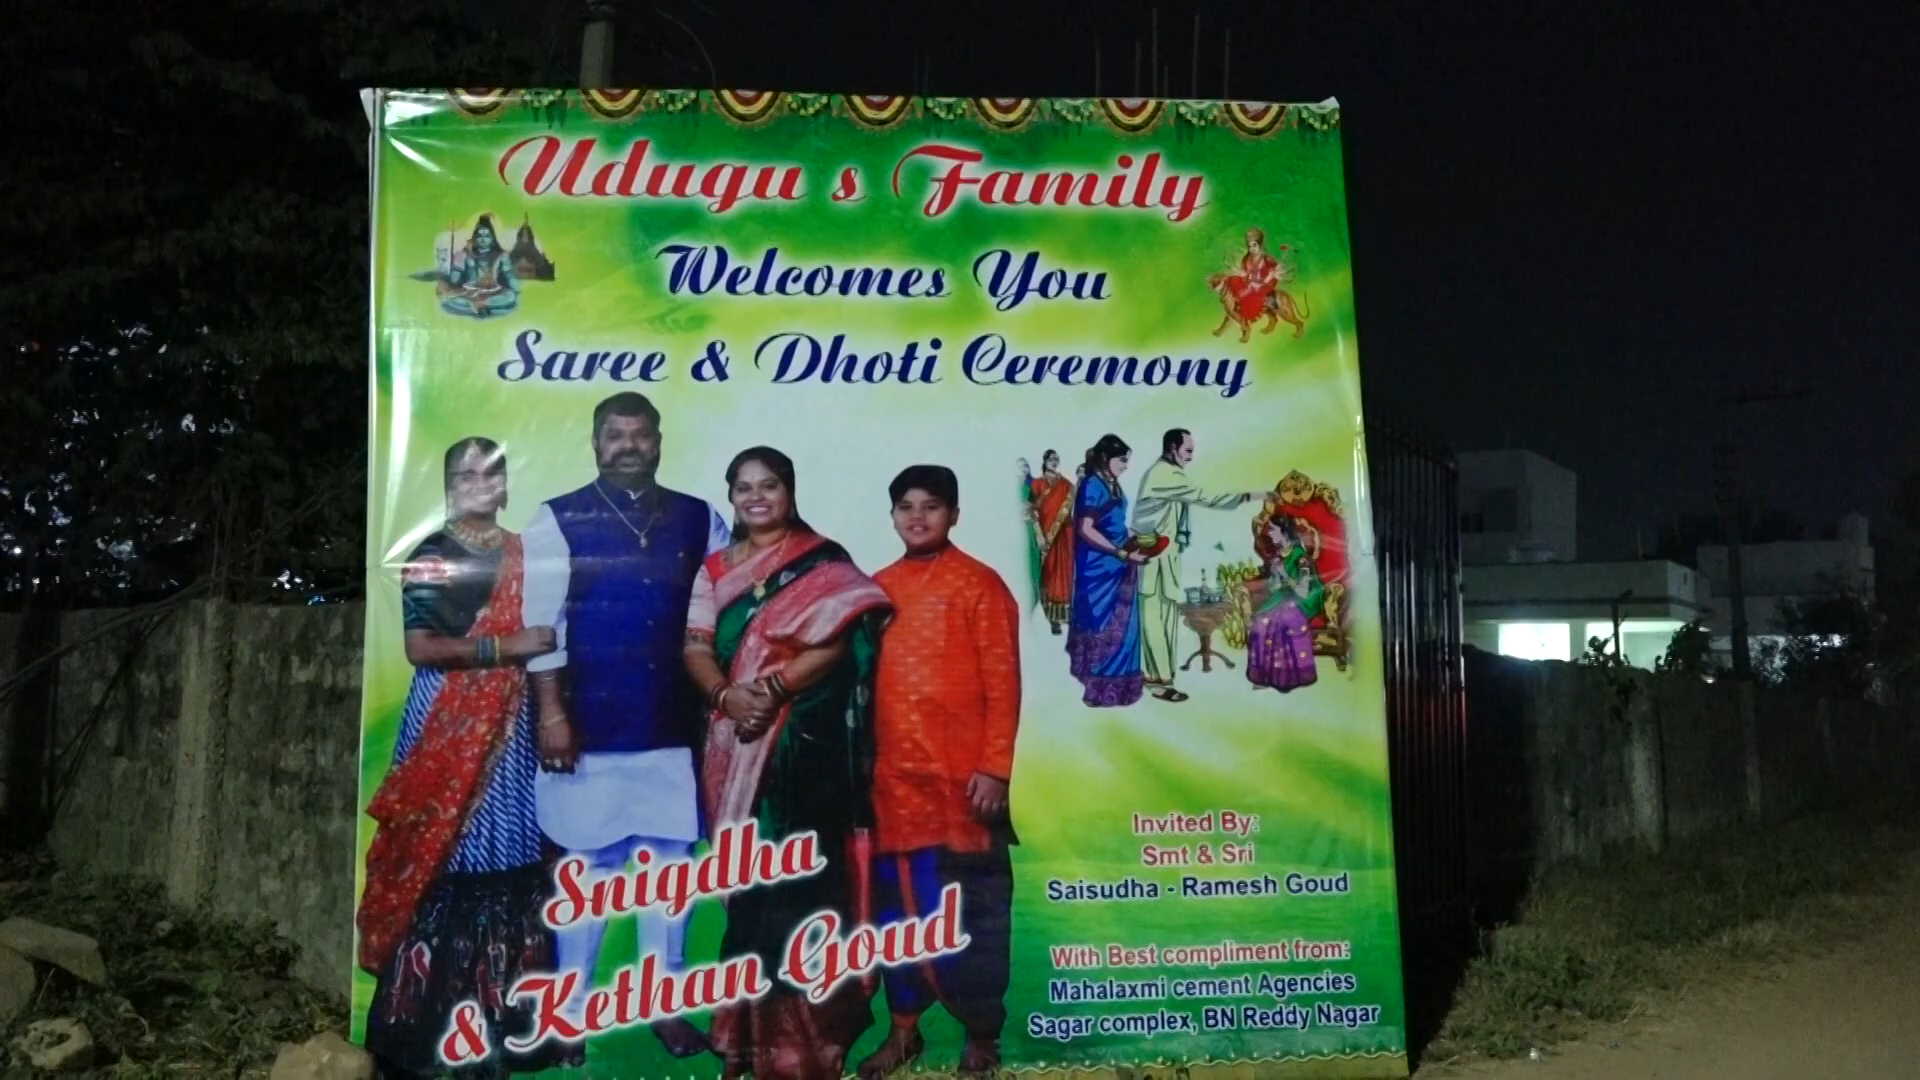 Udugu s Family
Welcomes You
Saree & Dhoti Ceremony
Snigdha
& Kethan Goud
Invited By:
Smt & Sri
Saisudha - Ramesh Goud
With Best compliment from:
Mahalaxmi cement Agencies
Sagar complex, BN Reddy Nagar